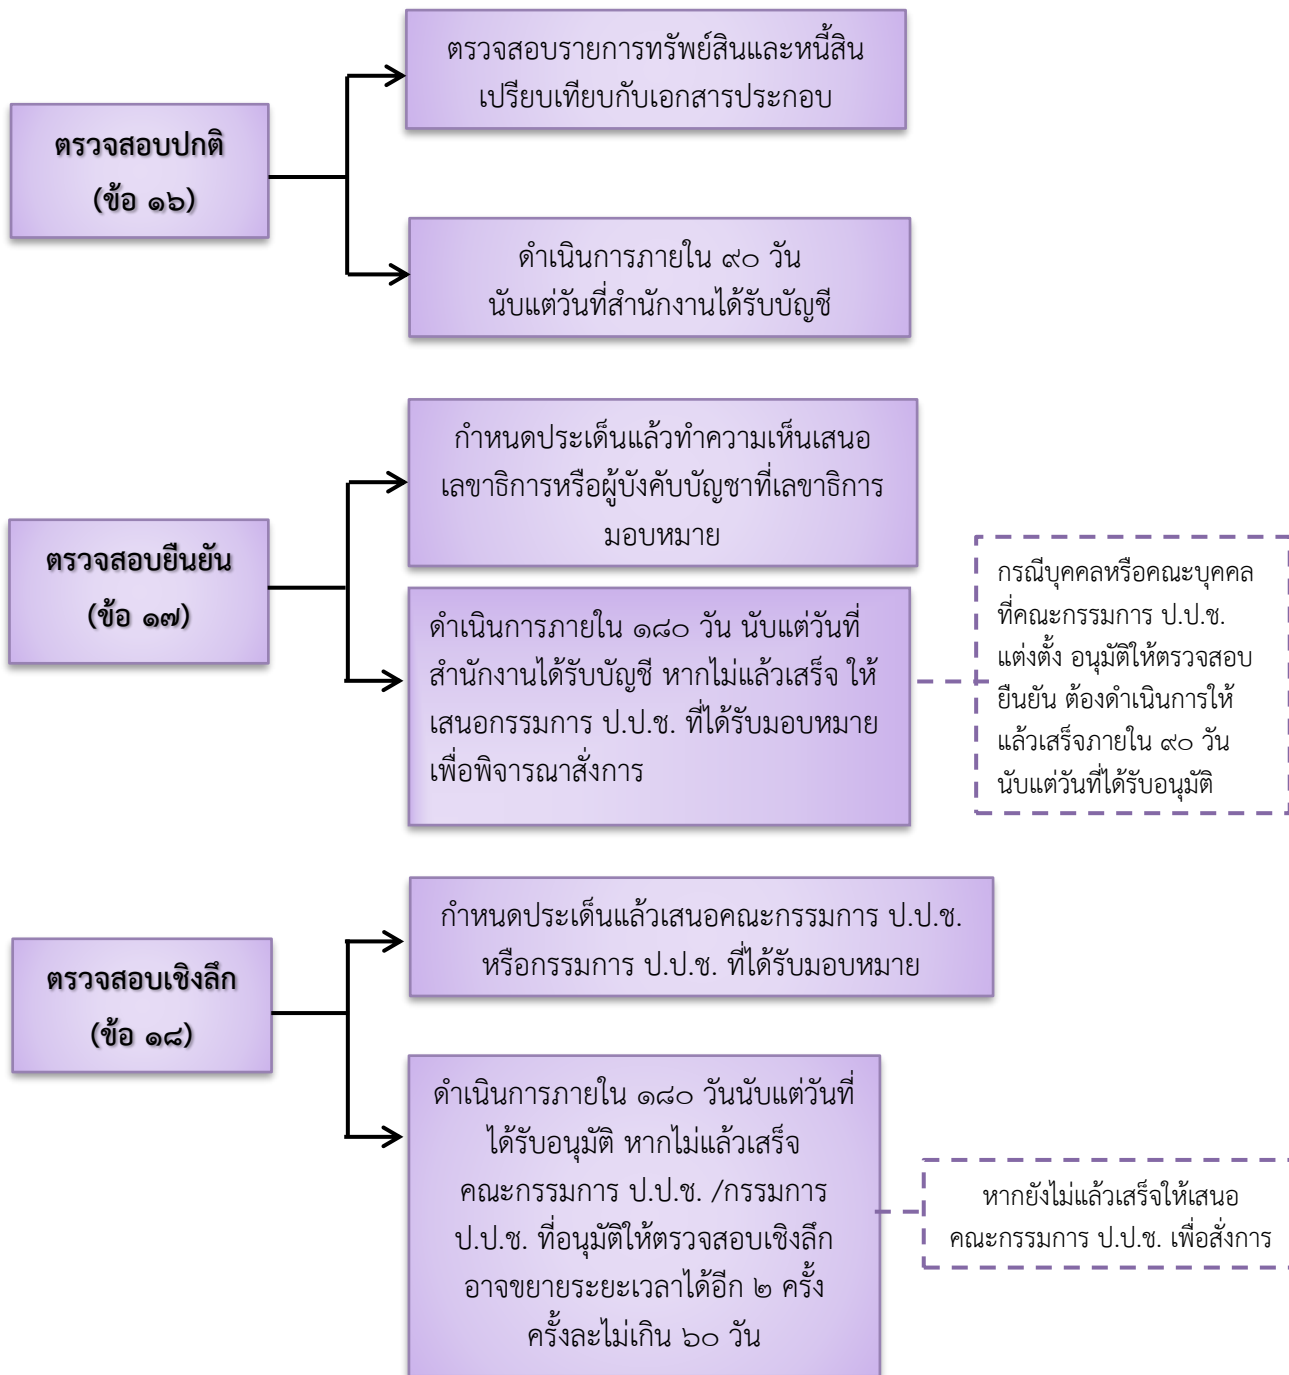 ตรวจสอบปกติ
(ข้อ ๑๖)
ตรวจสอบรายการทรัพย์สินและหนี้สิน
เปรียบเทียบกับเอกสารประกอบ
ดำเนินการภายใน ๙๐ วัน
นับแต่วันที่สำนักงานได้รับบัญชี
ตรวจสอบยืนยัน
(ข้อ ๑๗)
กำหนดประเด็นแล้วทำความเห็นเสนอ
เลขาธิการหรือผู้บังคับบัญชาที่เลขาธิการ
มอบหมาย
ดำเนินการภายใน ๑๘๐ วัน นับแต่วันที่
สำนักงานได้รับบัญชี หากไม่แล้วเสร็จ ให้
เสนอกรรมการ ป.ป.ช. ที่ได้รับมอบหมาย
เพื่อพิจารณาสั่งการ
กรณีบุคคลหรือคณะบุคคล
ที่คณะกรรมการ ป.ป.ช.
แต่งตั้ง อนุมัติให้ตรวจสอบ
ยืนยัน ต้องดำเนินการให้
แล้วเสร็จภายใน ๙๐ วัน
นับแต่วันที่ได้รับอนุมัติ
ตรวจสอบเชิงลึก
(ข้อ ๑๘)
กำหนดประเด็นแล้วเสนอคณะกรรมการ ป.ป.ช.
หรือกรรมการ ป.ป.ช. ที่ได้รับมอบหมาย
ดำเนินการภายใน ๑๘๐ วันนับแต่วันที่
ได้รับอนุมัติ หากไม่แล้วเสร็จ
คณะกรรมการ ป.ป.ช. /กรรมการ
ป.ป.ช. ที่อนุมัติให้ตรวจสอบเชิงลึก
อาจขยายระยะเวลาได้อีก ๒ ครั้ง
ครั้งละไม่เกิน ๖๐ วัน
หากยังไม่แล้วเสร็จให้เสนอ
คณะกรรมการ ป.ป.ช. เพื่อสั่งการ